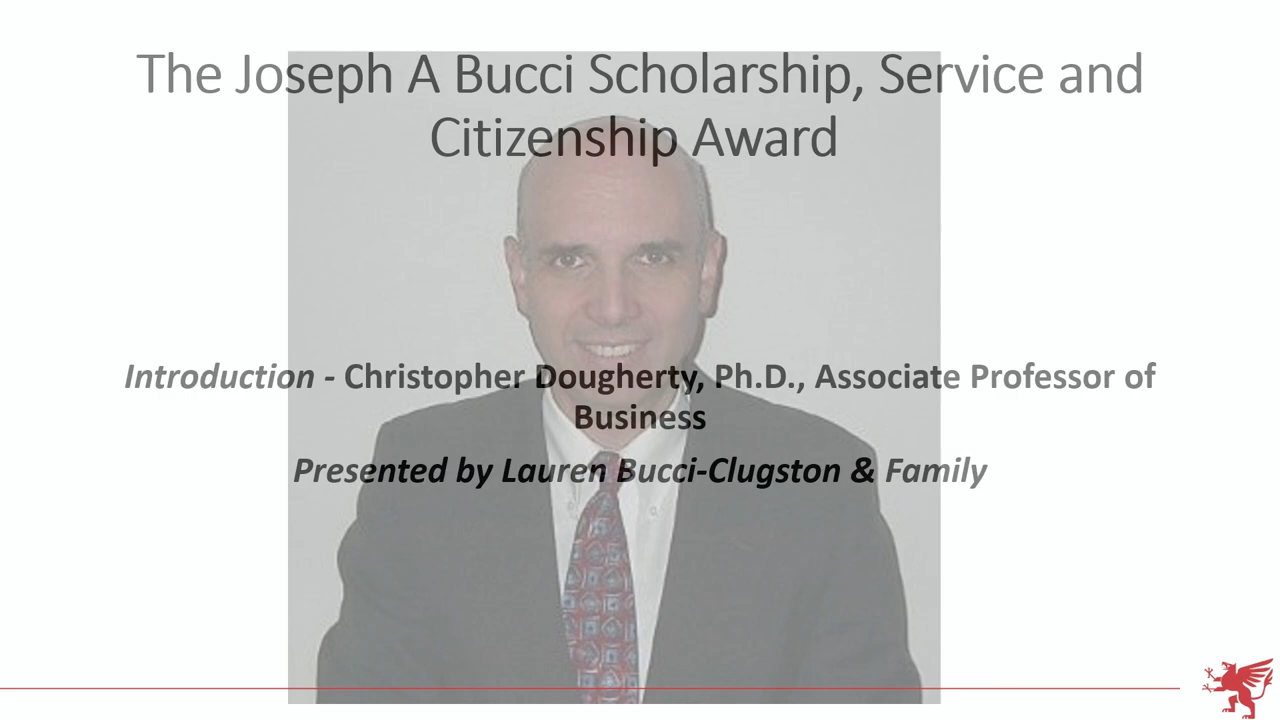 The Joseph A Bucci Scholarship, Service and
Citizenship Award
Introduction - Christopher Dougherty, Ph.D., Associate Professor of
Business
Presented by Lauren Bucci-Clugston & Family